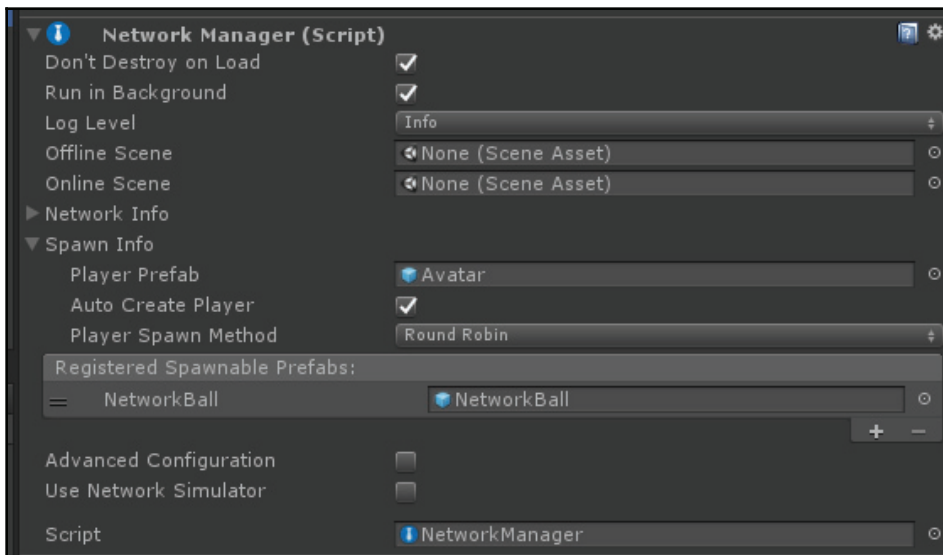 Network Manager (Script)
Don't Destroy on Load
Run in Background
Log Level Info
Offline Scene None (Scene Asset)
Online Scene None (Scene Asset)
Network Info
Spawn Info
Player Prefab Avatar
Auto Create Player
Player Spawn Method Round Robin
Registered Spawnable Prefabs:
NetworkBall NetworkBall
Advanced Configuration
Use Network Simulator
Script NetworkManager